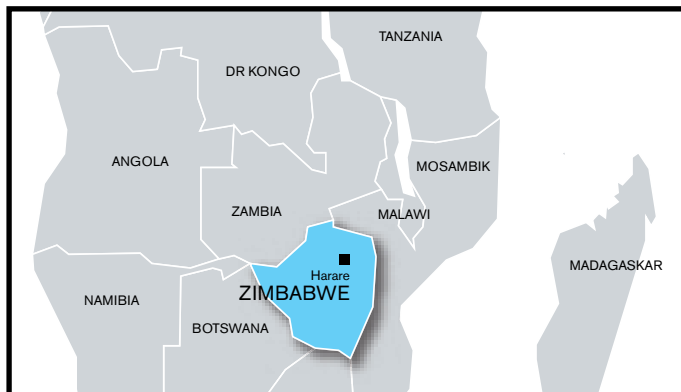 TANZANIA
DR KONGO
ANGOLA
MOSAMBIK
ZAMBIA
MALAWI
MADAGASKAR
Harare
ZIMBABWE
NAMIBIA
BOTSWANA